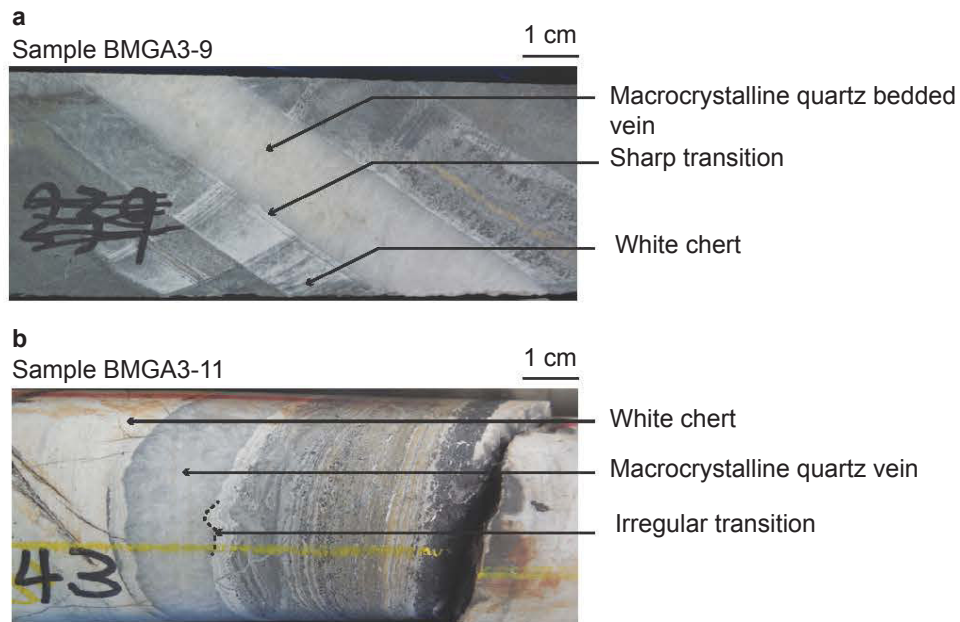 a
Sample BMGA3-9
1 cm
Macrocrystalline quartz bedded
vein
Sharp transition
White chert
b
Sample BMGA3-11
1 cm
White chert
Macrocrystalline quartz vein
Irregular transition
43